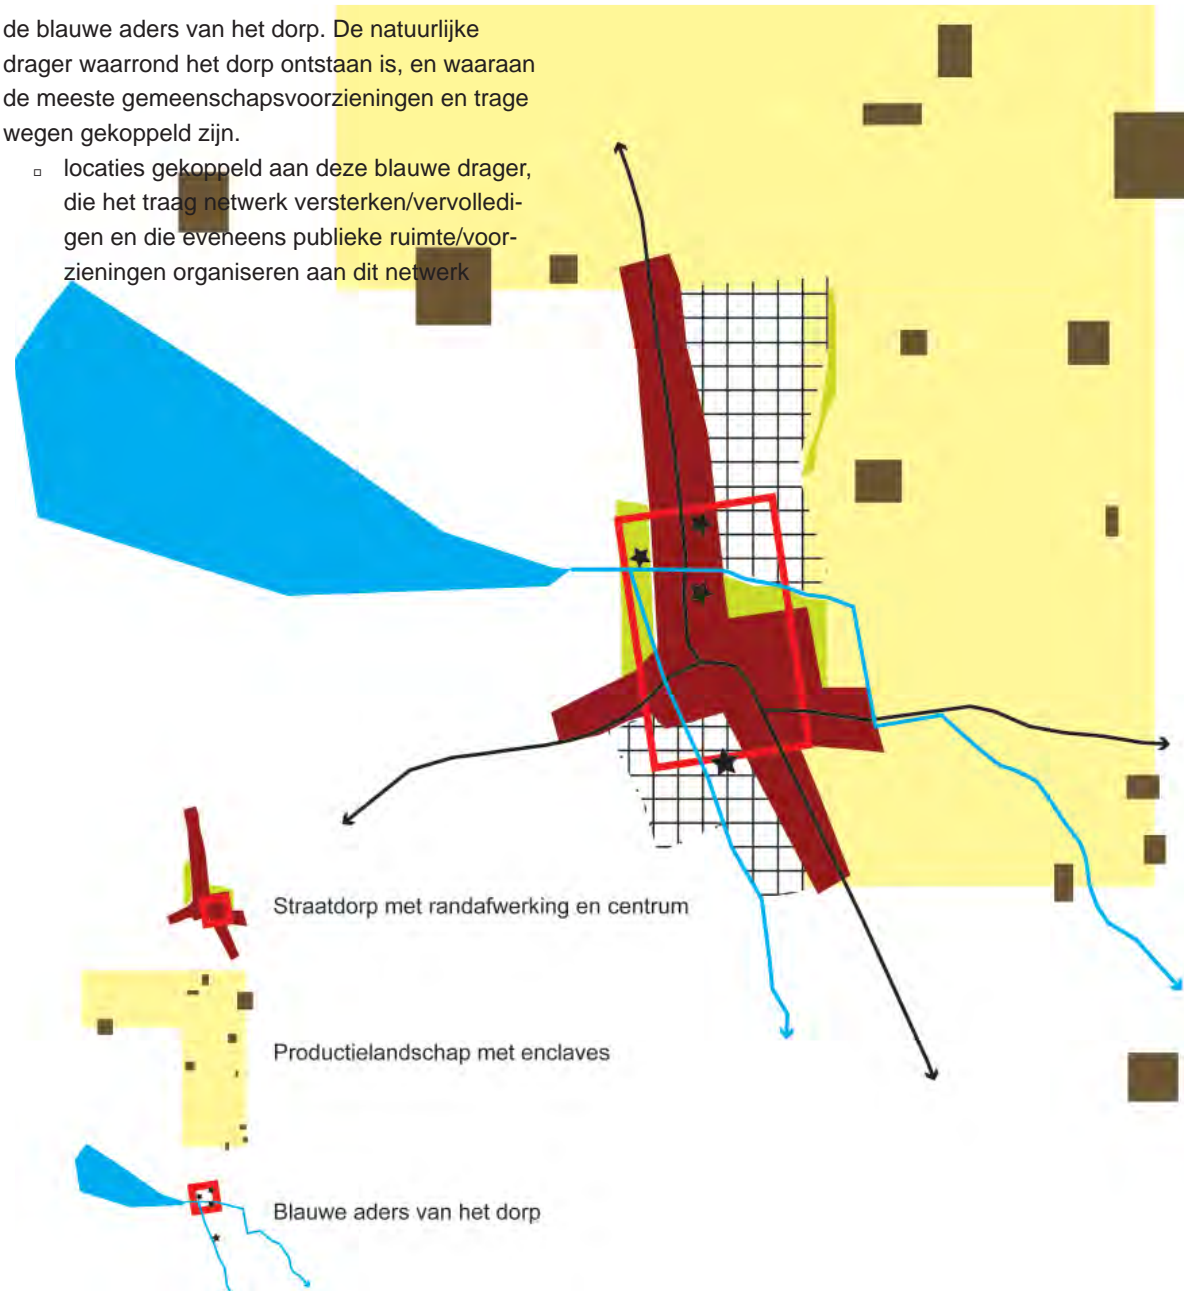 de blauwe aders van het dorp. De natuurlijke
drager waarrond het dorp ontstaan is, en waaraan
de meeste gemeenschapsvoorzieningen en trage
wegen gekoppeld zijn.
▫ locaties gekoppeld aan deze blauwe drager,
die het traag netwerk versterken/vervolledi-
gen en die eveneens publieke ruimte/voor-
zieningen organiseren aan dit netwerk
Straatdorp met randafwerking en centrum
Productielandschap met enclaves
Blauwe aders van het dorp